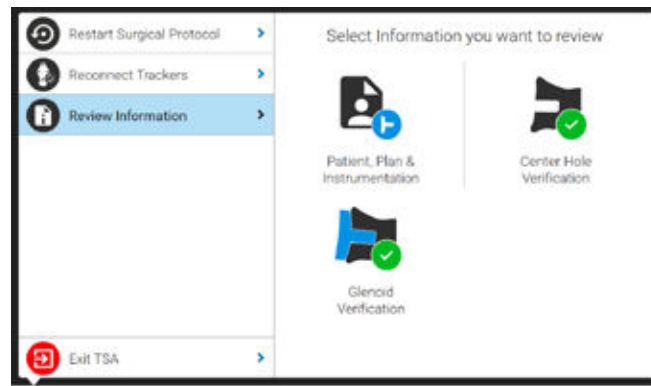 Restart Surgical Protocol
Reconnect Trackers
Review Information
Exit TSA
Select Information you want to review
Patient, Plan &
Instrumentation
Center Hole
Verification
Glenoid
Verification